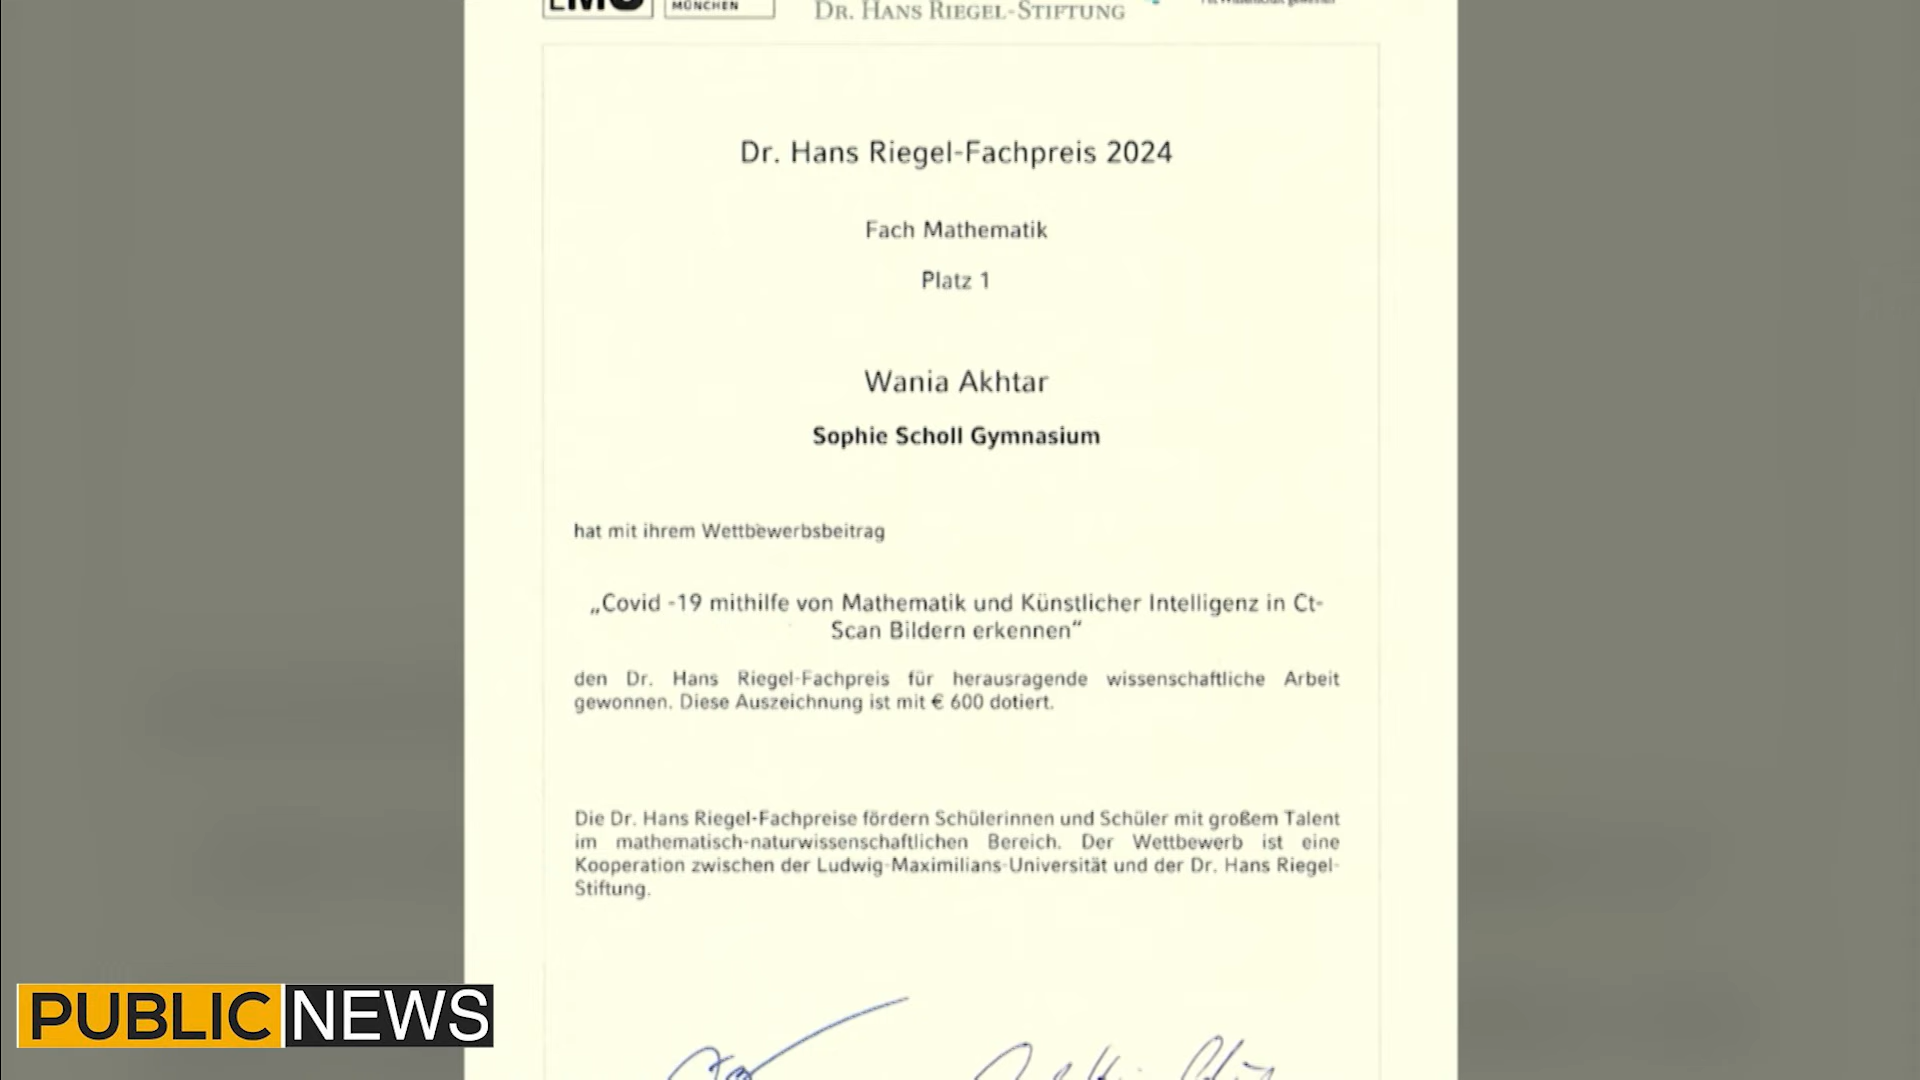 LMU
MÜNCHEN
DR. HANS RIEGEL-STIFTUNG
Dr. Hans Riegel-Fachpreis 2024
Fach Mathematik
Platz 1
Wania Akhtar
Sophie Scholl Gymnasium
hat mit ihrem Wettbewerbsbeitrag
„Covid -19 mithilfe von Mathematik und Künstlicher Intelligenz in Ct-
Scan Bildern erkennen“
den Dr. Hans Riegel-Fachpreis für herausragende wissenschaftliche Arbeit
gewonnen. Diese Auszeichnung ist mit € 600 dotiert.
Die Dr. Hans Riegel-Fachpreise fördern Schülerinnen und Schüler mit großem Talent
im mathematisch-naturwissenschaftlichen Bereich. Der Wettbewerb ist eine
Kooperation zwischen der Ludwig-Maximilians-Universität und der Dr. Hans Riegel-
Stiftung.
PUBLIC NEWS